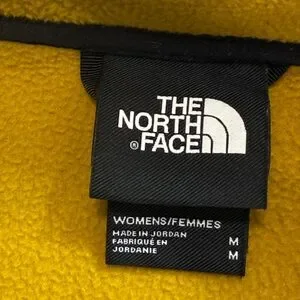 THE
NORTH
® FACE
WOMENS/FEMMES
MADE IN JORDAN M
FABRIQUÉ EN
JORDANIE M